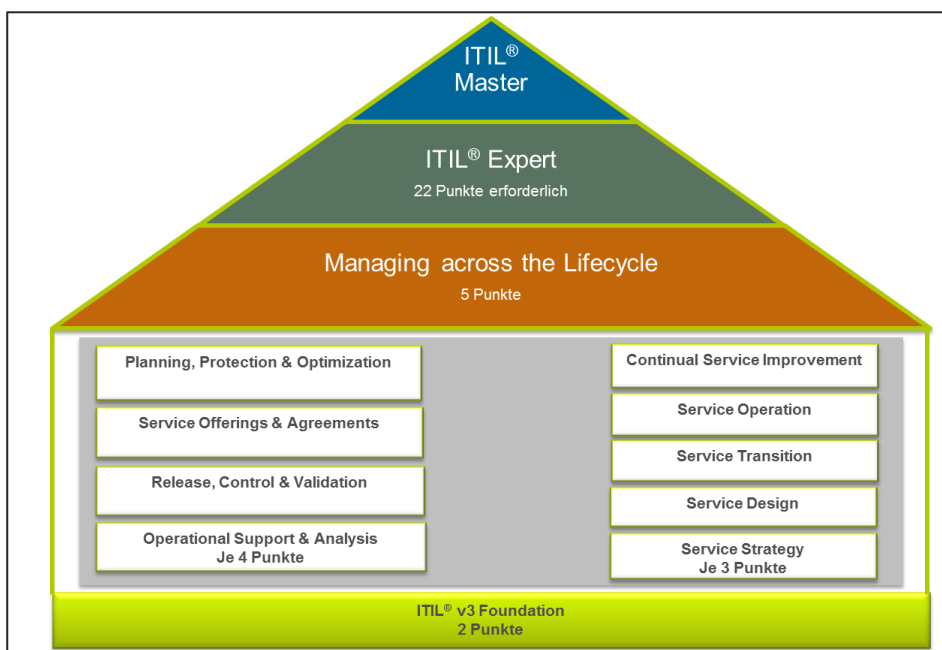 ITIL®
Master
ITIL® Expert
22 Punkte erforderlich
Managing across the Lifecycle
5 Punkte
Planning, Protection & Optimization
Service Offerings & Agreements
Release, Control & Validation
Operational Support & Analysis
Je 4 Punkte
Continual Service Improvement
Service Operation
Service Transition
Service Design
Service Strategy
Je 3 Punkte
ITIL® v3 Foundation
2 Punkte